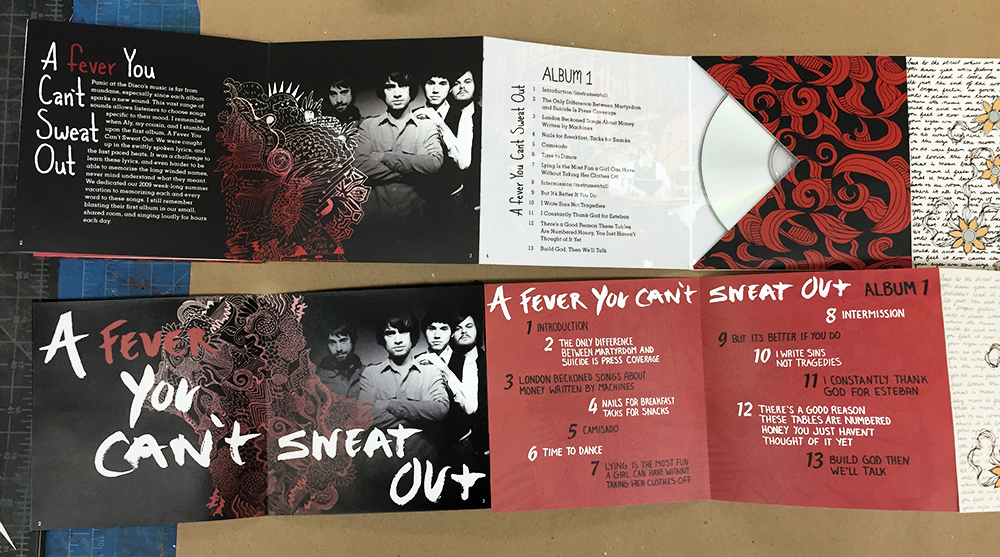 A fever You
Can't
Sweat
Out
Panic at the Disco's music is far from
mundane, especially since each album
sparks a new sound. This vast range of
sounds allows listeners to choose songs
specific to their mood. I remember
when Aly, my cousin, and I stumbled
upon the first album, A Fever You
Can't Sweat Out. We were caught
up in the swiftly spoken lyrics, and
the fast paced beats. It was a challenge to
learn these lyrics, and even harder to be
able to memorize the long winded names,
never mind understand what they meant.
We dedicated our 2009 week-long summer
vacation to memorizing each and every
word to these songs. I still remember
blasting their first album in our small,
shared room, and singing loudly for hours
each day.
2
3
A Fever You Cant Sweat Out
ALBUM 1
1 Introduction (instrumental)
2 The Only Difference Between Martyrdom
and Suicide Is Press Coverage
3 London Beckoned Songs About Money
Written by Machines
4 Nails for Breakfast, Tacks for Snacks
5 Camisado
6 Time to Dance
7 Lying Is the Most Fun a Girl Can Have
Without Taking Her Clothes Off
8 Intermission (instrumental)
9 But It's Better If You Do
10 I Write Sins Not Tragedies
11 I Constantly Thank God for Esteban
12 There's a Good Reason These Tables
Are Numbered Honey, You Just Haven't
Thought of It Yet
13 Build God, Then We'll Talk
4
A FEVER
YOU
CAN'T SWEAT
OUT
2
3
A FEVER YOU CAN'T SWEAT OUT ALBUM 1
1 INTRODUCTION
2 THE ONLY DIFFERENCE
BETWEEN MARTYRDOM AND
SUICIDE IS PRESS COVERAGE
3 LONDON BECKONED SONGS ABOUT
MONEY WRITTEN BY MACHINES
4 NAILS FOR BREAKFAST
TACKS FOR SNACKS
5 CAMISADO
6 TIME TO DANCE
7 LYING IS THE MOST FUN
A GIRL CAN HAVE WITHOUT
TAKING HER CLOTHES OFF
8 INTERMISSION
9 BUT IT'S BETTER IF YOU DO
10 I WRITE SINS
NOT TRAGEDIES
11 I CONSTANTLY THANK
GOD FOR ESTEBAN
12 THERE'S A GOOD REASON
THESE TABLES ARE NUMBERED
HONEY YOU JUST HAVEN'T
THOUGHT OF IT YET
13 BUILD GOD THEN
WE'LL TALK